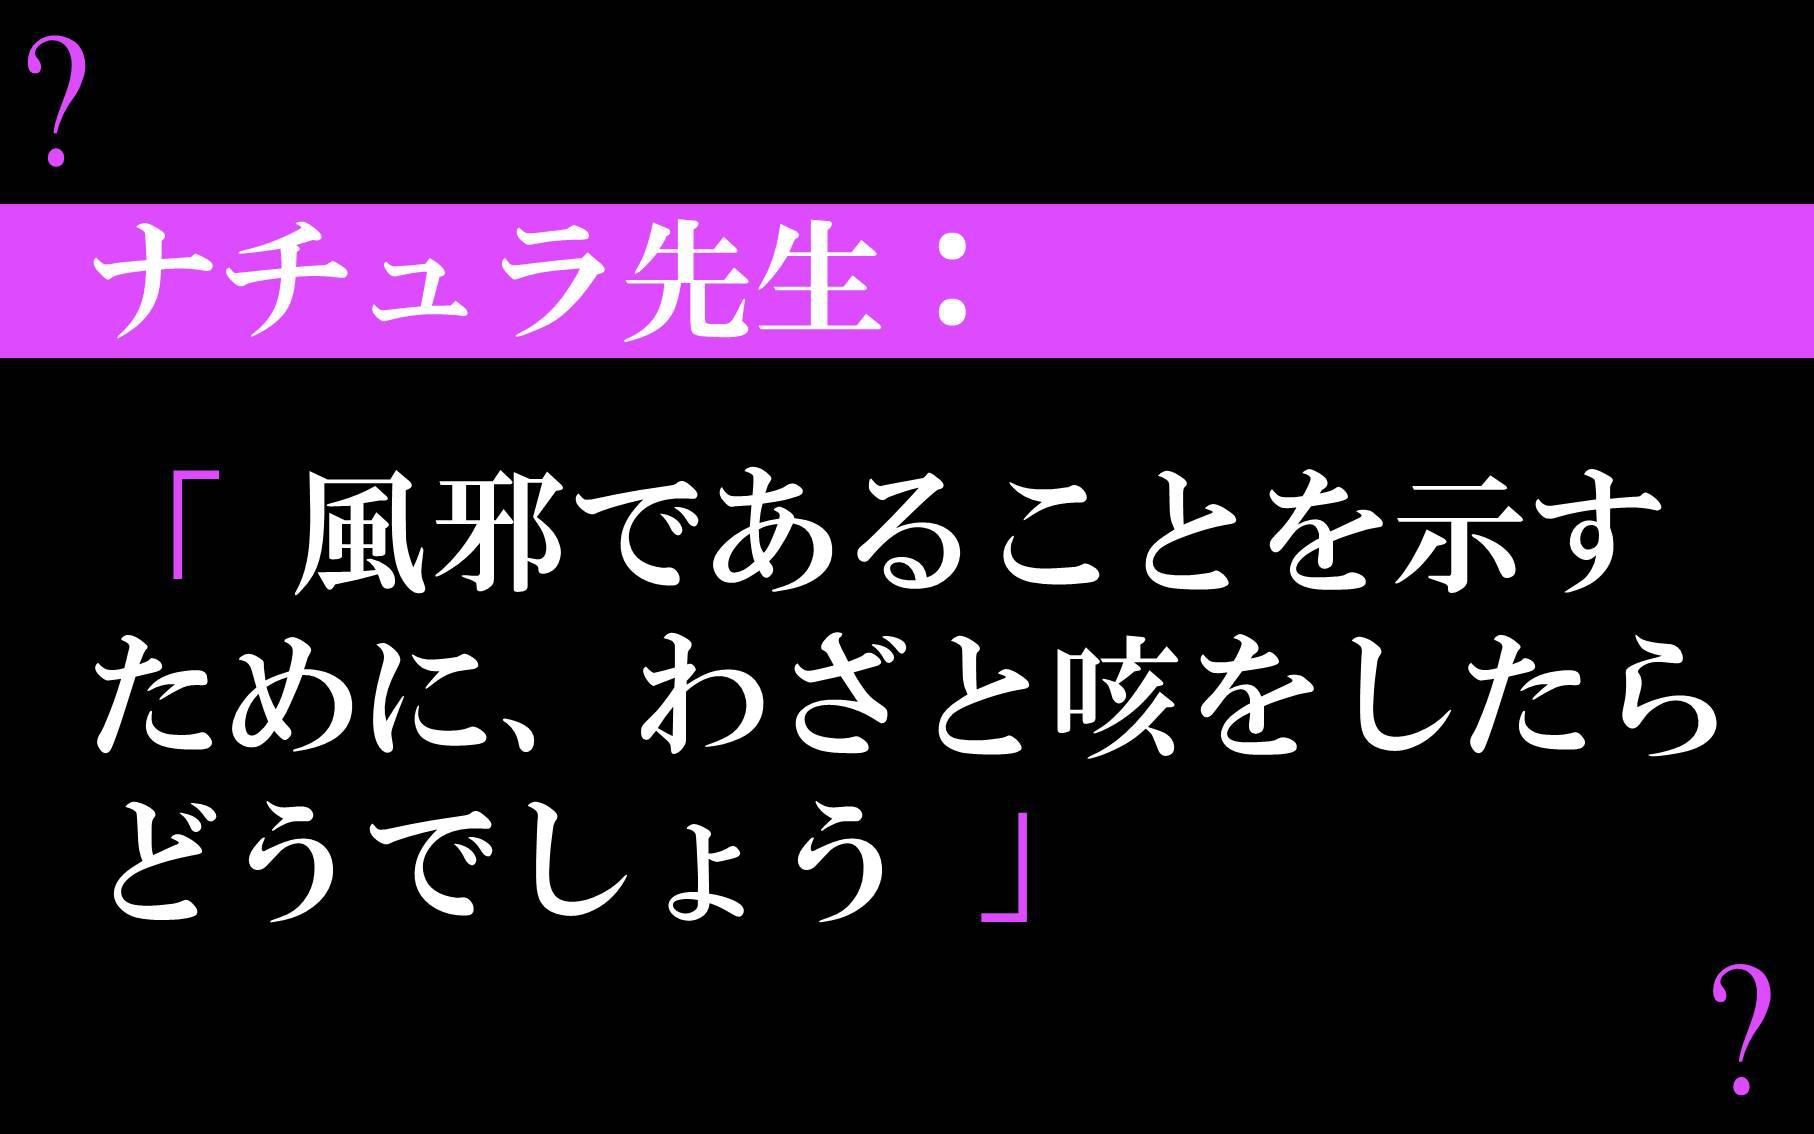 ？
ナチュラ先生：
「 風邪であることを示す
ために、わざと咳をしたら
どうでしょう 」
？